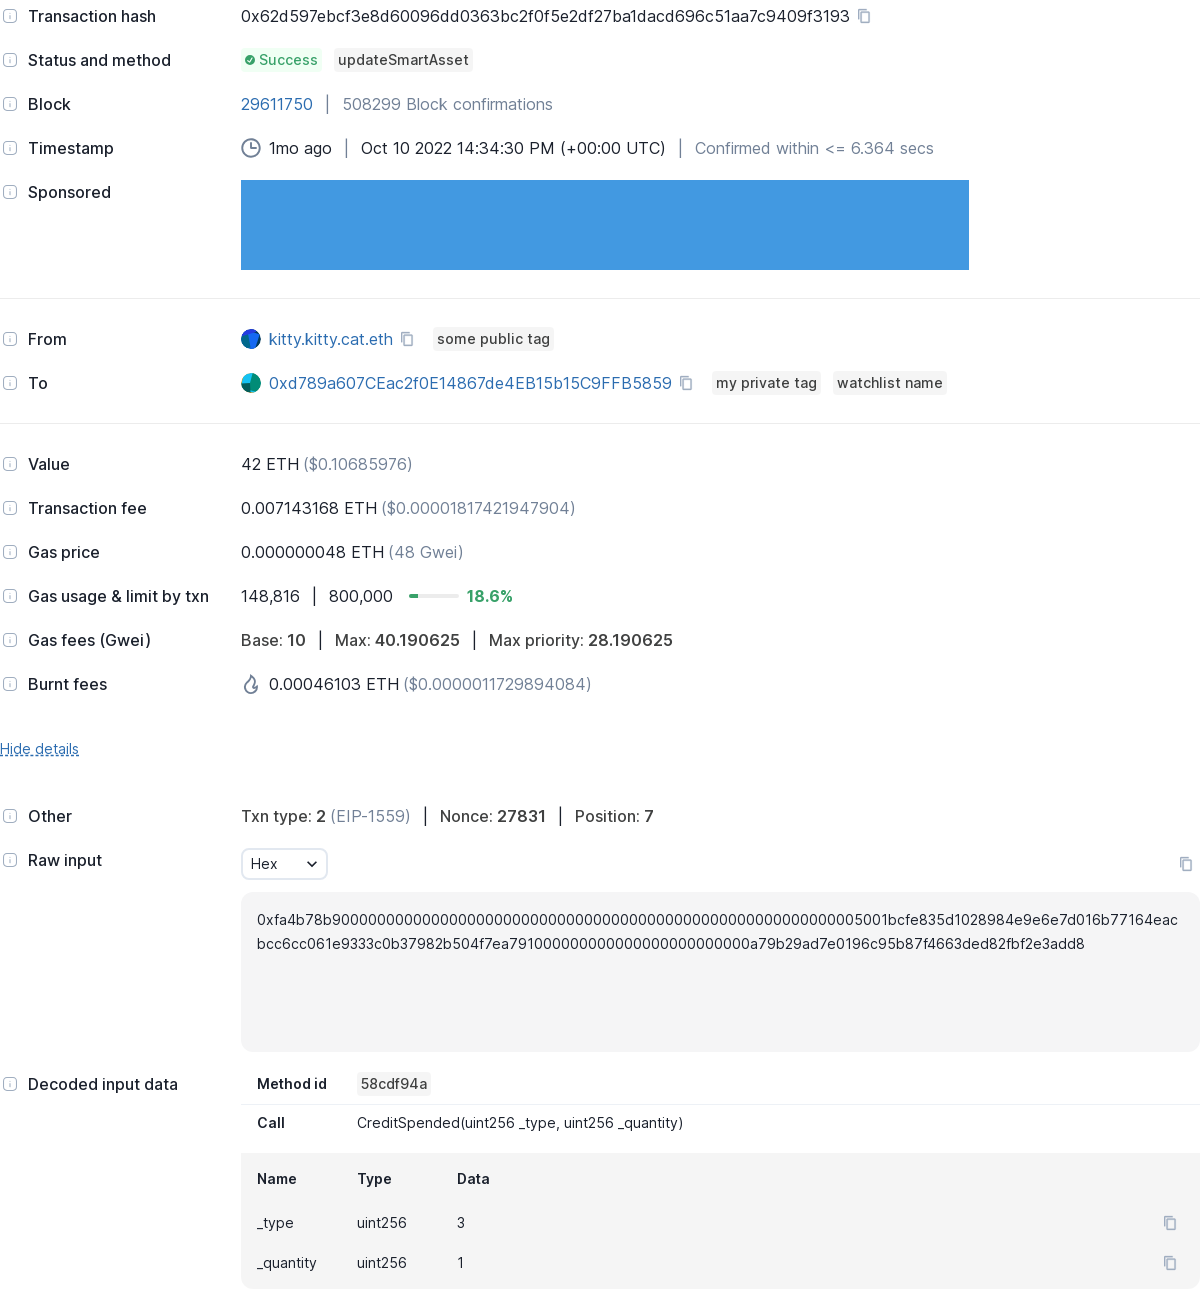 Transaction hash 0x62d597ebcf3e8d60096dd0363bc2f0f5e2df27ba1dacd696c51aa7c9409f3193
Status and method Success updateSmartAsset
Block 29611750 | 508299 Block confirmations
Timestamp 1mo ago | Oct 10 2022 14:34:30 PM (+00:00 UTC) | Confirmed within <= 6.364 secs
Sponsored
From kitty.kitty.cat.eth some public tag
To 0xd789a607CEac2f0E14867de4EB15b15C9FFB5859 my private tag watchlist name
Value 42 ETH ($0.10685976)
Transaction fee 0.007143168 ETH ($0.00001817421947904)
Gas price 0.000000048 ETH (48 Gwei)
Gas usage & limit by txn 148,816 | 800,000 18.6%
Gas fees (Gwei) Base: 10 | Max: 40.190625 | Max priority: 28.190625
Burnt fees 0.00046103 ETH ($0.0000011729894084)
Hide details
Other Txn type: 2 (EIP-1559) | Nonce: 27831 | Position: 7
Raw input Hex
0xfa4b78b90000000000000000000000000000000000000000000000000000000005001bcfe835d1028984e9e6e7d016b77164eac
bcc6cc061e9333c0b37982b504f7ea791000000000000000000000000a79b29ad7e0196c95b87f4663ded82fbf2e3add8
Decoded input data Method id 58cdf94a
Call CreditSpended(uint256 _type, uint256 _quantity)
Name Type Data
_type uint256 3
_quantity uint256 1